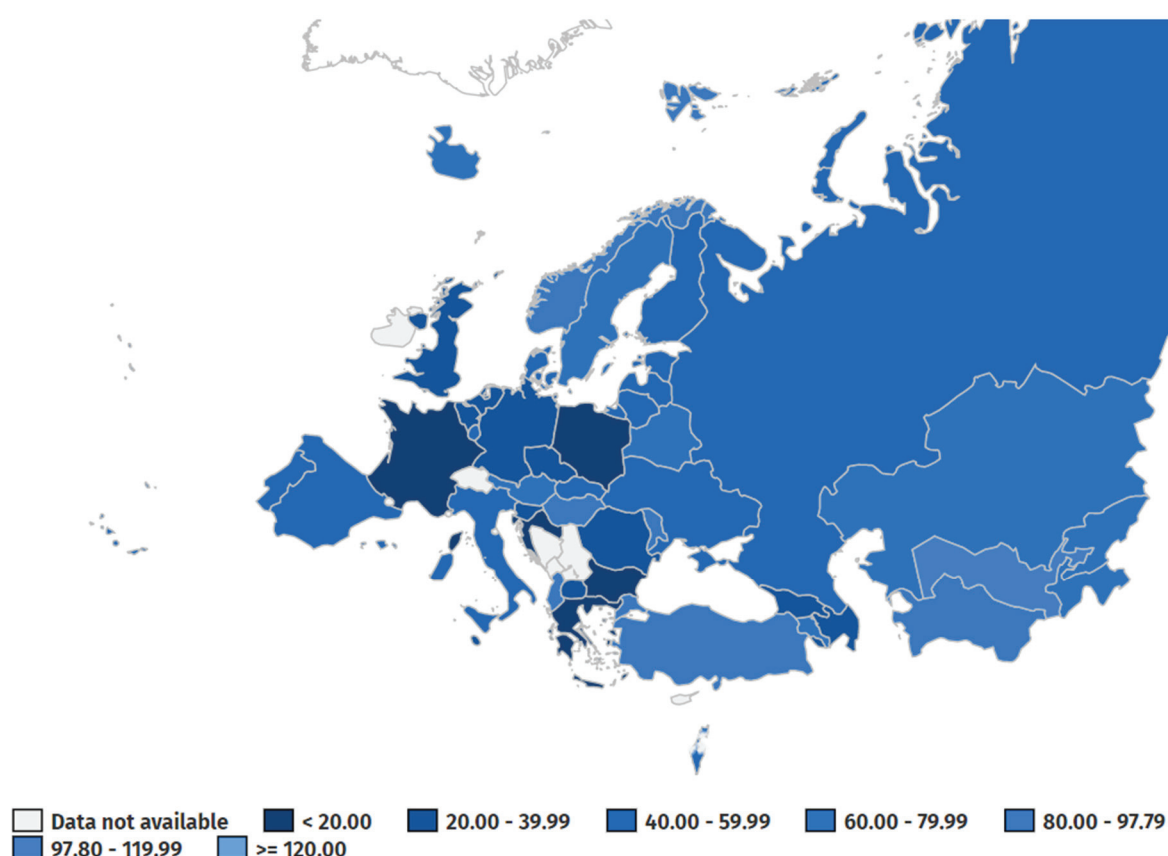 Data not available < 20.00 20.00 - 39.99 40.00 - 59.99 60.00 - 79.99 80.00 - 97.79
97.80 - 119.99 >= 120.00